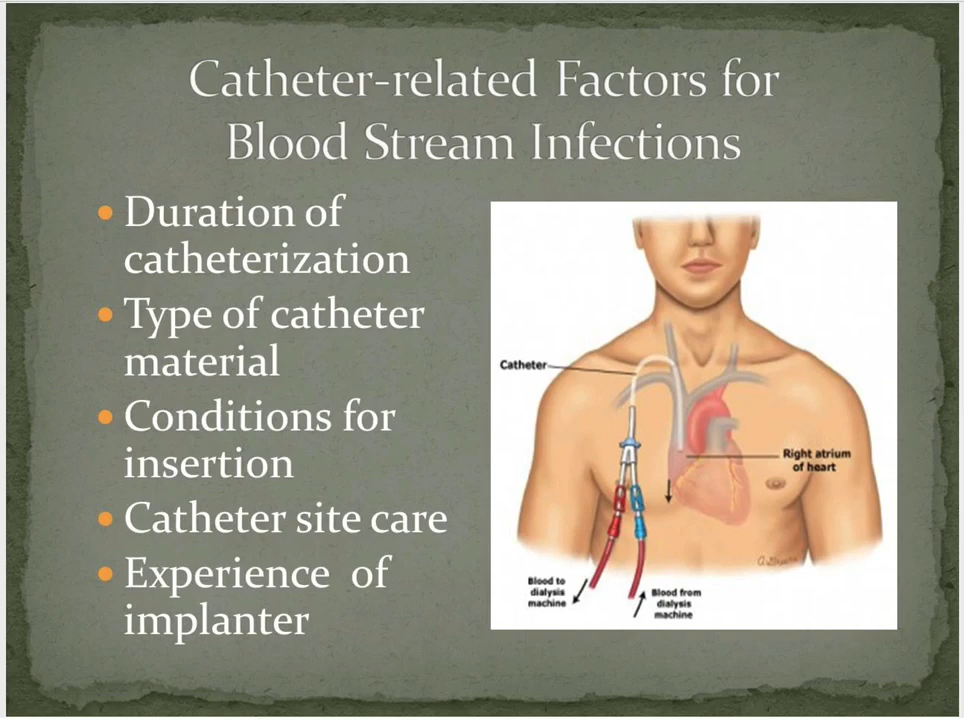 Catheter-related Factors for
Blood Stream Infections
• Duration of
catheterization
• Type of catheter
material
• Conditions for
insertion
• Catheter site care
• Experience of
implanter
Catheter
Right atrium
of heart
Blood to
dialysis
machine
Blood from
dialysis
machine